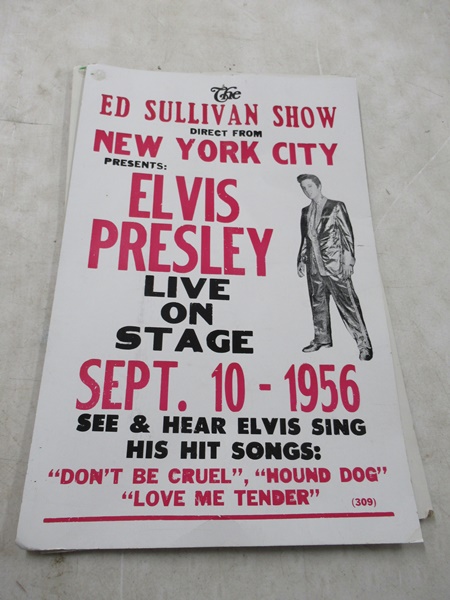 The
ED SULLIVAN SHOW
DIRECT FROM
NEW YORK CITY
PRESENTS:
ELVIS
PRESLEY
LIVE
ON
STAGE
SEPT. 10 - 1956
SEE & HEAR ELVIS SING
HIS HIT SONGS:
"DON'T BE CRUEL", "HOUND DOG"
"LOVE ME TENDER" (309)